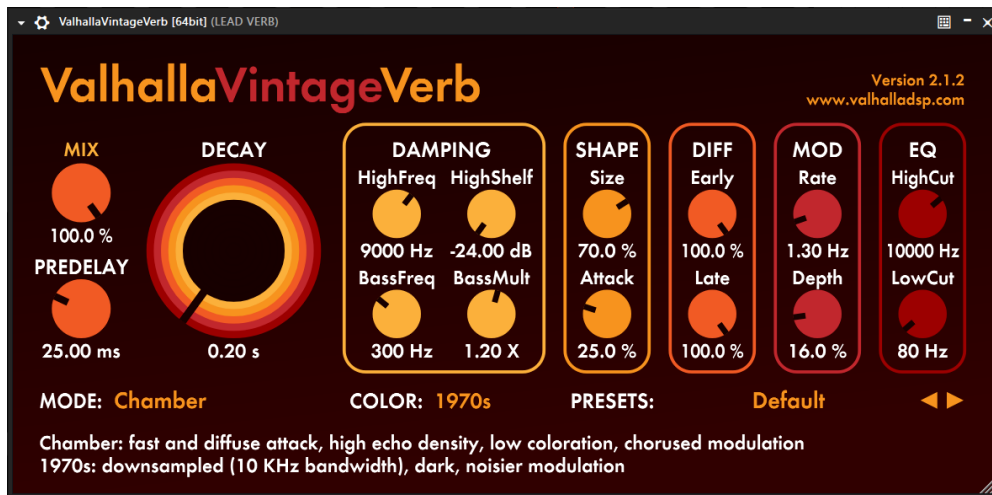 ValhallaVintageVerb [64bit] (LEAD VERB)
ValhallaVintageVerb
Version 2.1.2
www.valhalladsp.com
MIX
100.0 %
PREDELAY
25.00 ms
DECAY
0.20 s
DAMPING
HighFreq HighShelf
9000 Hz -24.00 dB
BassFreq BassMult
300 Hz 1.20 X
SHAPE
Size
70.0 %
Attack
25.0 %
DIFF
Early
100.0 %
Late
100.0 %
MOD
Rate
1.30 Hz
Depth
16.0 %
EQ
HighCut
10000 Hz
LowCut
80 Hz
MODE: Chamber COLOR: 1970s PRESETS: Default
Chamber: fast and diffuse attack, high echo density, low coloration, chorused modulation
1970s: downsampled (10 KHz bandwidth), dark, noisier modulation